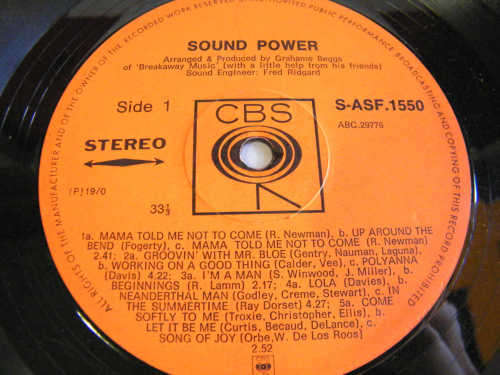 SOUND POWER
Arranged & Produced by Grahame Beggs
of 'Breakaway Music' (with a little help from his friends)
Sound Engineer: Fred Ridgard
Side 1
CBS
S-ASF.1550
ABC.29776
STEREO
(P)19/0
33⅓
1a. MAMA TOLD ME NOT TO COME (R. Newman), b. UP AROUND THE
BEND (Fogerty), c. MAMA TOLD ME NOT TO COME (R. Newman)
2.41; 2a. GROOVIN' WITH MR. BLOE (Gentry, Nauman, Laguna),
b. WORKING ON A GOOD THING (Calder, Vee), c. POLYANNA
(Davis) 4.22; 3a. I'M A MAN (S. Winwood, J. Miller), b.
BEGINNINGS (R. Lamm) 2.17; 4a. LOLA (Davies), b.
NEANDERTHAL MAN (Godley, Creme, Stewart), c. IN
THE SUMMERTIME (Ray Dorset) 4.27; 5a. COME
SOFTLY TO ME (Troxie, Christopher, Ellis), b.
LET IT BE ME (Curtis, Becaud, DeLance), c.
SONG OF JOY (Orbe,W. De Los Roos)
2.52
CBS
ALL RIGHTS OF THE MANUFACTURER AND OF THE OWNER OF THE RECORDED WORK RESERVED. UNAUTHORISED PUBLIC PERFORMANCE, BROADCASTING AND COPYING OF THIS RECORD PROHIBITED